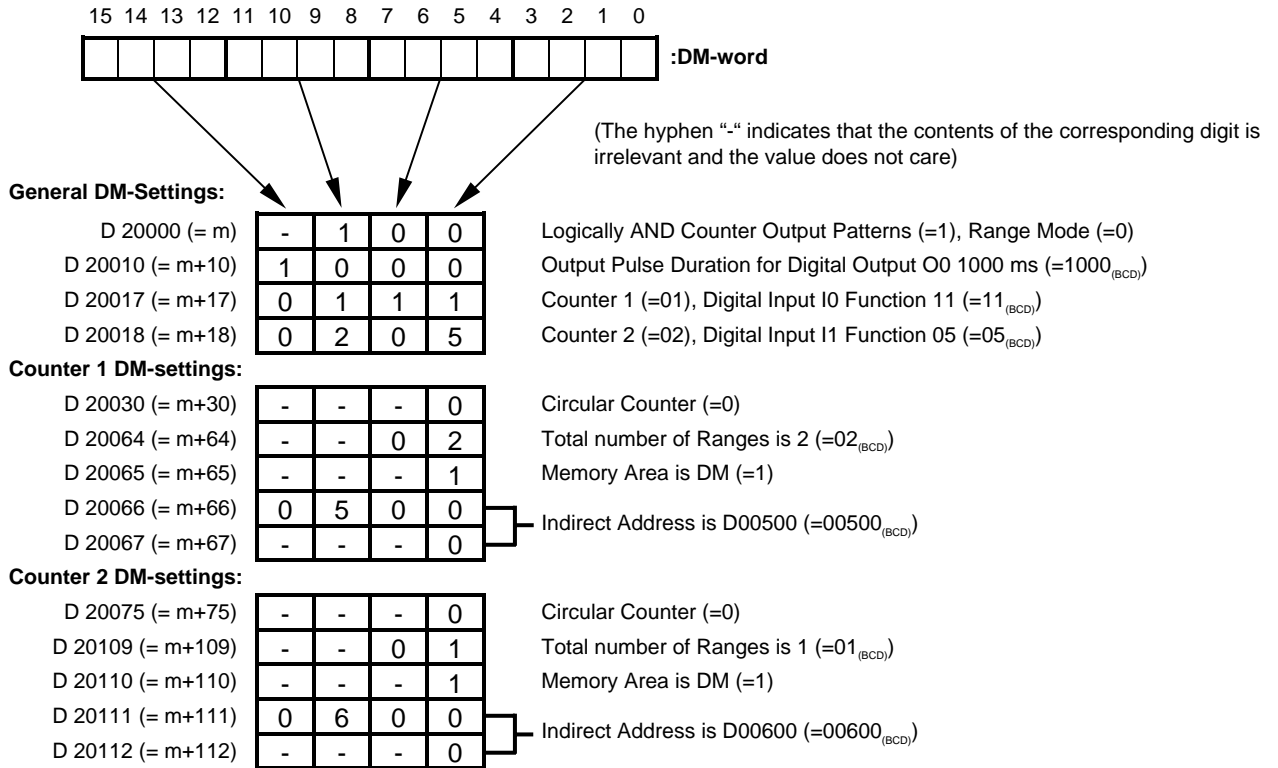 15 14 13 12 11 10 9 8 7 6 5 4 3 2 1 0
:DM-word
(The hyphen “-“ indicates that the contents of the corresponding digit is
irrelevant and the value does not care)
General DM-Settings:
D 20000 (= m) - 1 0 0 Logically AND Counter Output Patterns (=1), Range Mode (=0)
D 20010 (= m+10) 1 0 0 0 Output Pulse Duration for Digital Output O0 1000 ms (=1000(BCD))
D 20017 (= m+17) 0 1 1 1 Counter 1 (=01), Digital Input I0 Function 11 (=11(BCD))
D 20018 (= m+18) 0 2 0 5 Counter 2 (=02), Digital Input I1 Function 05 (=05(BCD))
Counter 1 DM-settings:
D 20030 (= m+30) - - - 0 Circular Counter (=0)
D 20064 (= m+64) - - 0 2 Total number of Ranges is 2 (=02(BCD))
D 20065 (= m+65) - - - 1 Memory Area is DM (=1)
D 20066 (= m+66) 0 5 0 0
Indirect Address is D00500 (=00500(BCD))
D 20067 (= m+67) - - - 0
Counter 2 DM-settings:
D 20075 (= m+75) - - - 0 Circular Counter (=0)
D 20109 (= m+109) - - 0 1 Total number of Ranges is 1 (=01(BCD))
D 20110 (= m+110) - - - 1 Memory Area is DM (=1)
D 20111 (= m+111) 0 6 0 0
Indirect Address is D00600 (=00600(BCD))
D 20112 (= m+112) - - - 0